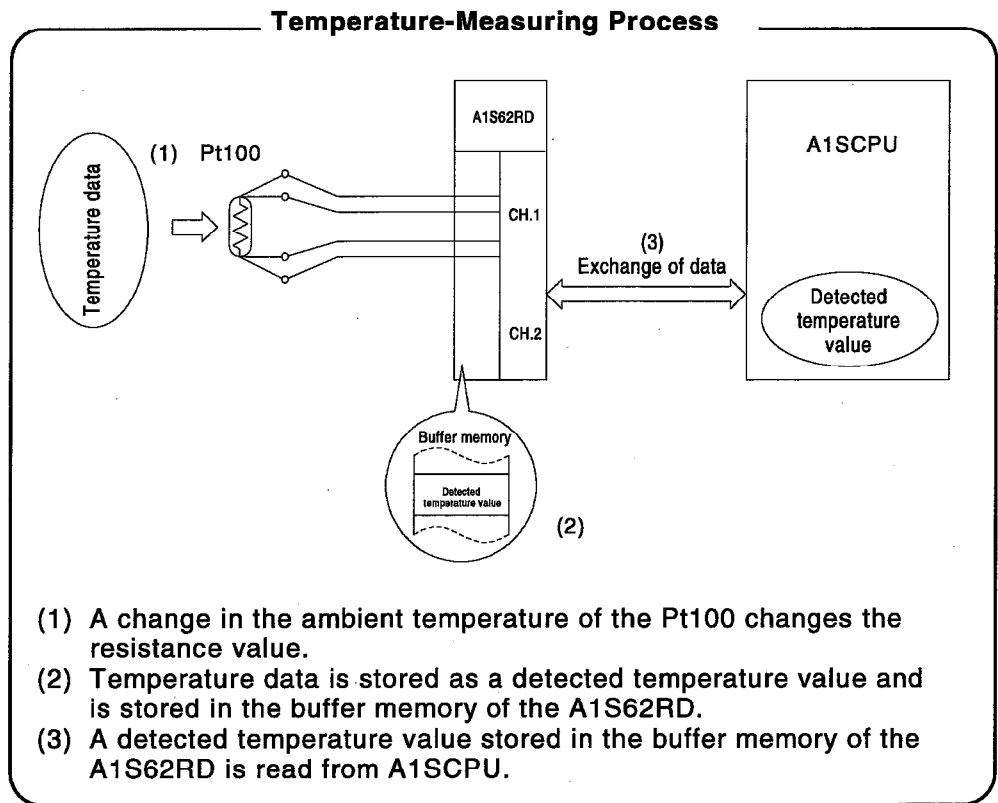 Temperature-Measuring Process
A1S62RD
A1SCPU
(1) Pt100
Temperature data
CH.1
(3)
Exchange of data
Detected
temperature
value
CH.2
Buffer memory
Detected
temperature value
(2)
(1) A change in the ambient temperature of the Pt100 changes the
resistance value.
(2) Temperature data is stored as a detected temperature value and
is stored in the buffer memory of the A1S62RD.
(3) A detected temperature value stored in the buffer memory of the
A1S62RD is read from A1SCPU.